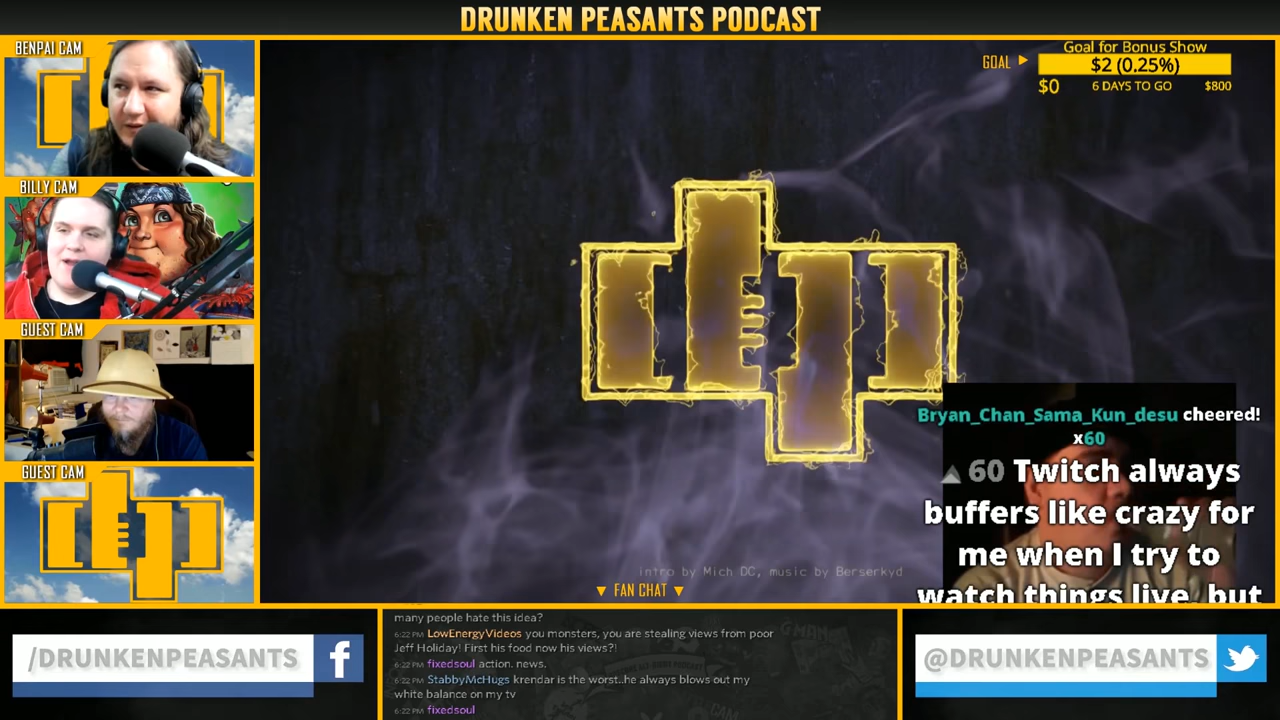 DRUNKEN PEASANTS PODCAST
BENPAI CAM
BILLY CAM
GUEST CAM
GUEST CAM
GOAL
Goal for Bonus Show
$2 (0.25%)
$0 6 DAYS TO GO $800
Bryan_Chan_Sama_Kun_desu cheered!
x60
60 Twitch always
buffers like crazy for
me when I try to
watch things live, but
intro by Mich DC, music by Berserkyd
▼ FAN CHAT ▼
many people hate this idea?
6:22 PM LowEnergyVideos you monsters, you are stealing views from poor
Jeff Holiday! First his food now his views?!
6:22 PM fixedsoul action. news.
6:22 PM StabbyMcHugs krendar is the worst..he always blows out my
white balance on my tv
6:22 PM fixedsoul
/DRUNKENPEASANTS f
@DRUNKENPEASANTS